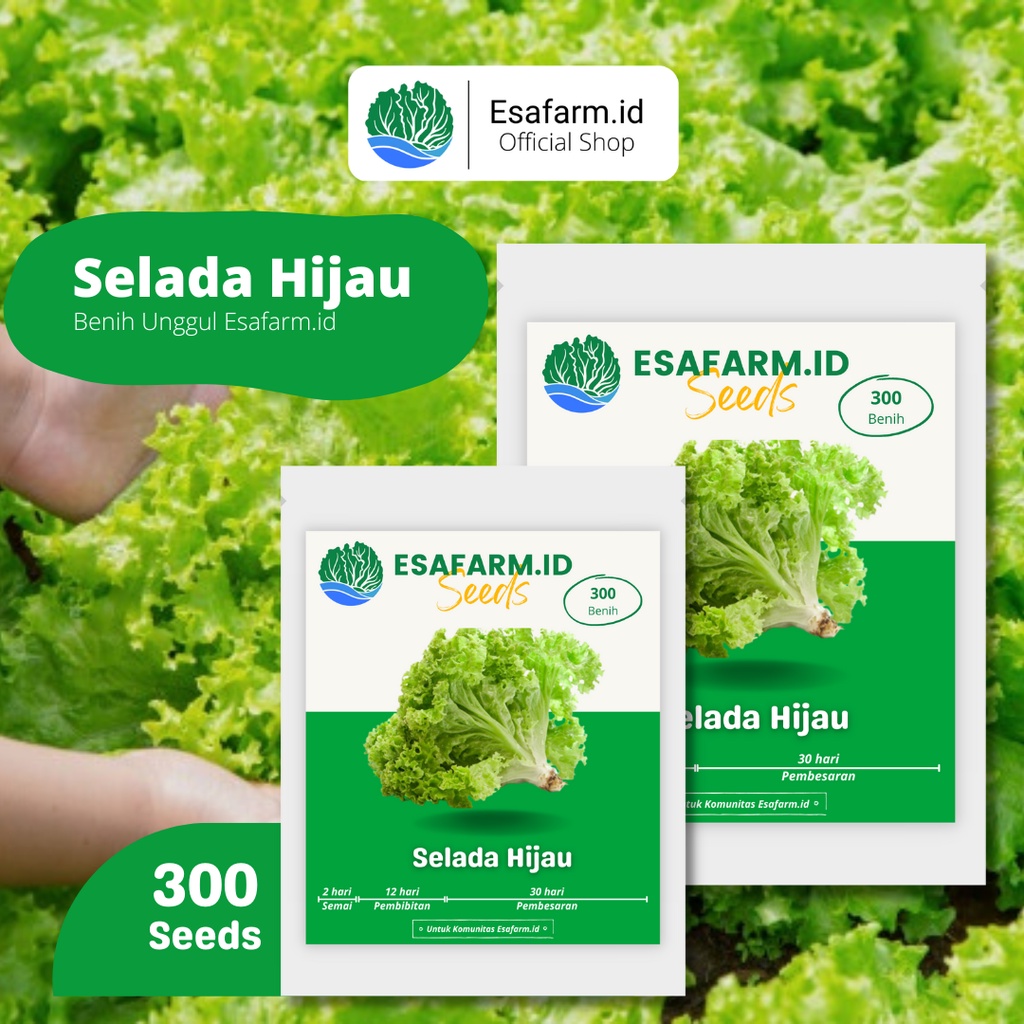 Esafarm.id
Official Shop
Selada Hijau
Benih Unggul Esafarm.id
ESAFARM.ID
Seeds
300
Benih
elada Hijau
30 hari
Pembesaran
tuk Komunitas Esafarm.id
ESAFARM.ID
Seeds
300
Benih
Selada Hijau
2 hari 12 hari 30 hari
Semai Pembibitan Pembesaran
Untuk Komunitas Esafarm.id
300
Seeds